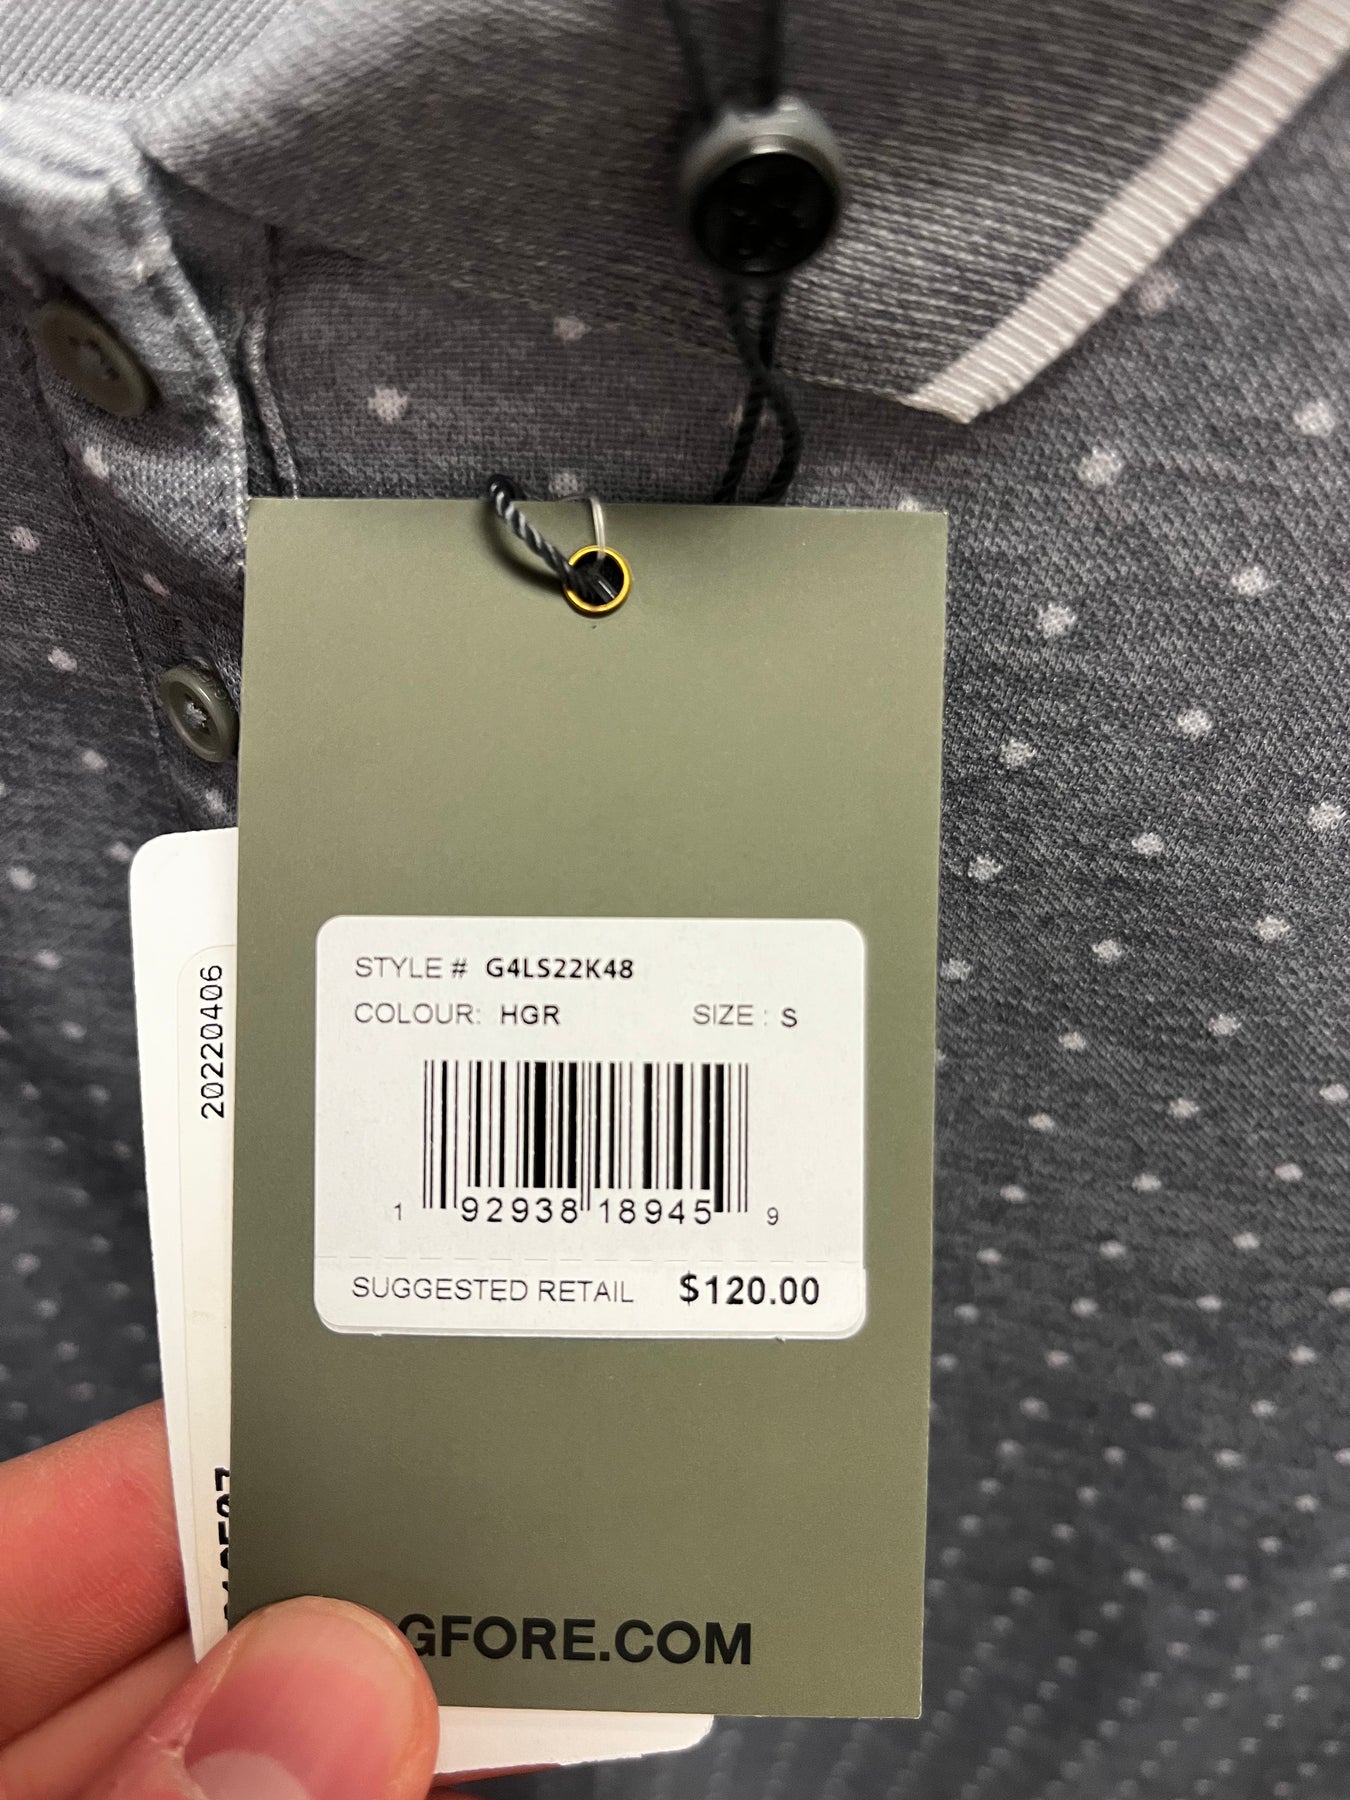 STYLE # G4LS22K48
COLOUR: HGR SIZE : S
1 92938 18945 9
SUGGESTED RETAIL $120.00
GFORE.COM
20220406